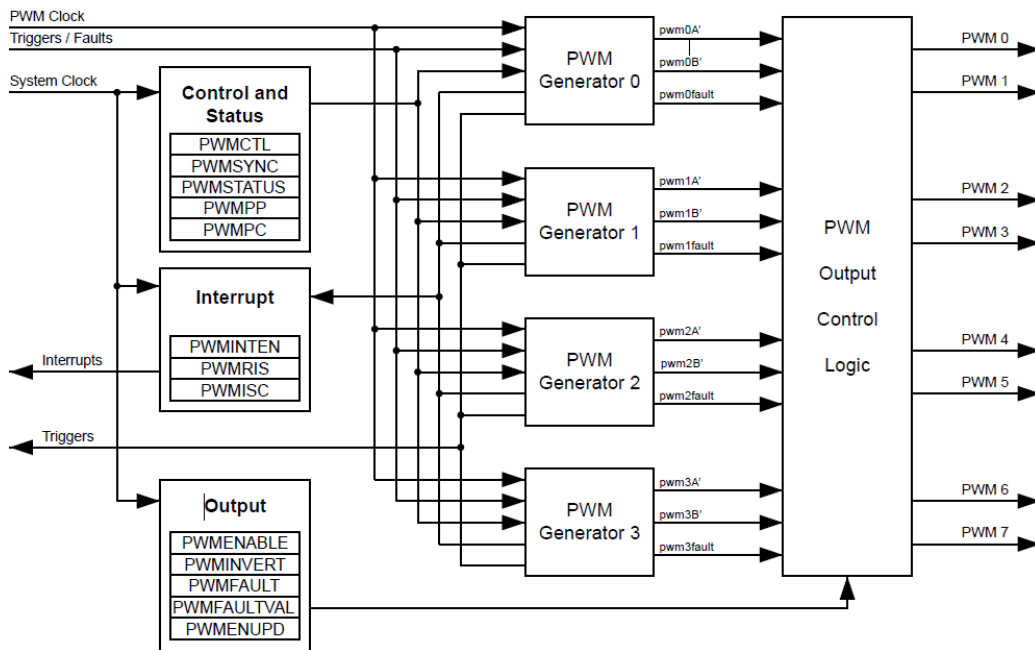 PWM Clock
Triggers / Faults
System Clock
Control and
Status
PWMCTL
PWMSYNC
PWMSTATUS
PWMPP
PWMPC
Interrupt
PWMINTEN
PWMRIS
PWMISC
Interrupts
Triggers
Output
PWMENABLE
PWMINVERT
PWMFAULT
PWMFAULTVAL
PWMENUPD
PWM
Generator 0
pwm0A'
pwm0B'
pwm0fault
PWM
Generator 1
pwm1A'
pwm1B'
pwm1fault
PWM
Generator 2
pwm2A'
pwm2B'
pwm2fault
PWM
Generator 3
pwm3A'
pwm3B'
pwm3fault
PWM
Output
Control
Logic
PWM 0
PWM 1
PWM 2
PWM 3
PWM 4
PWM 5
PWM 6
PWM 7